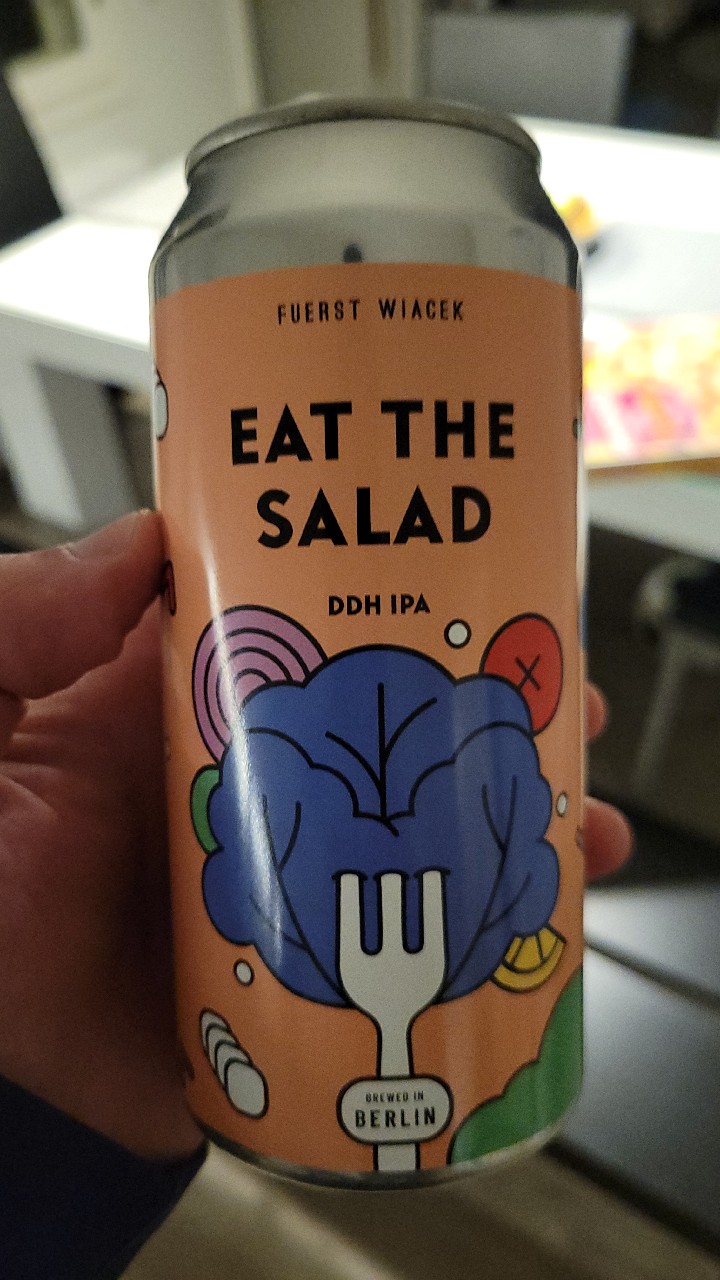 FUERST WIACEK
EAT THE
SALAD
DDH IPA
BREWED IN
BERLIN